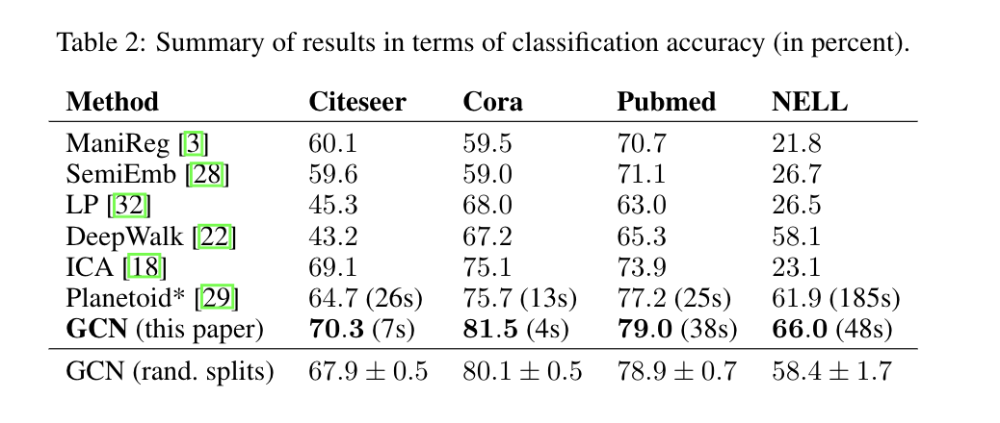 Table 2: Summary of results in terms of classification accuracy (in percent).
Method Citeseer Cora Pubmed NELL
ManiReg [3] 60.1 59.5 70.7 21.8
SemiEmb [28] 59.6 59.0 71.1 26.7
LP [32] 45.3 68.0 63.0 26.5
DeepWalk [22] 43.2 67.2 65.3 58.1
ICA [18] 69.1 75.1 73.9 23.1
Planetoid* [29] 64.7 (26s) 75.7 (13s) 77.2 (25s) 61.9 (185s)
GCN (this paper) 70.3 (7s) 81.5 (4s) 79.0 (38s) 66.0 (48s)
GCN (rand. splits) 67.9 ± 0.5 80.1 ± 0.5 78.9 ± 0.7 58.4 ± 1.7